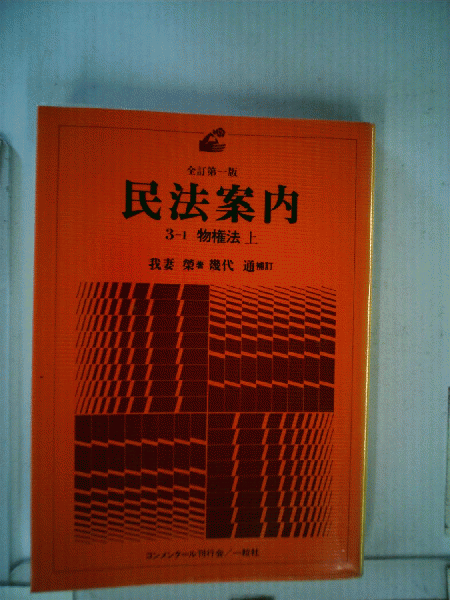 全訂第一版
民法案内
3-1 物権法 上
我妻 榮著 幾代 通補訂
コンメンタール刊行会/一粒社